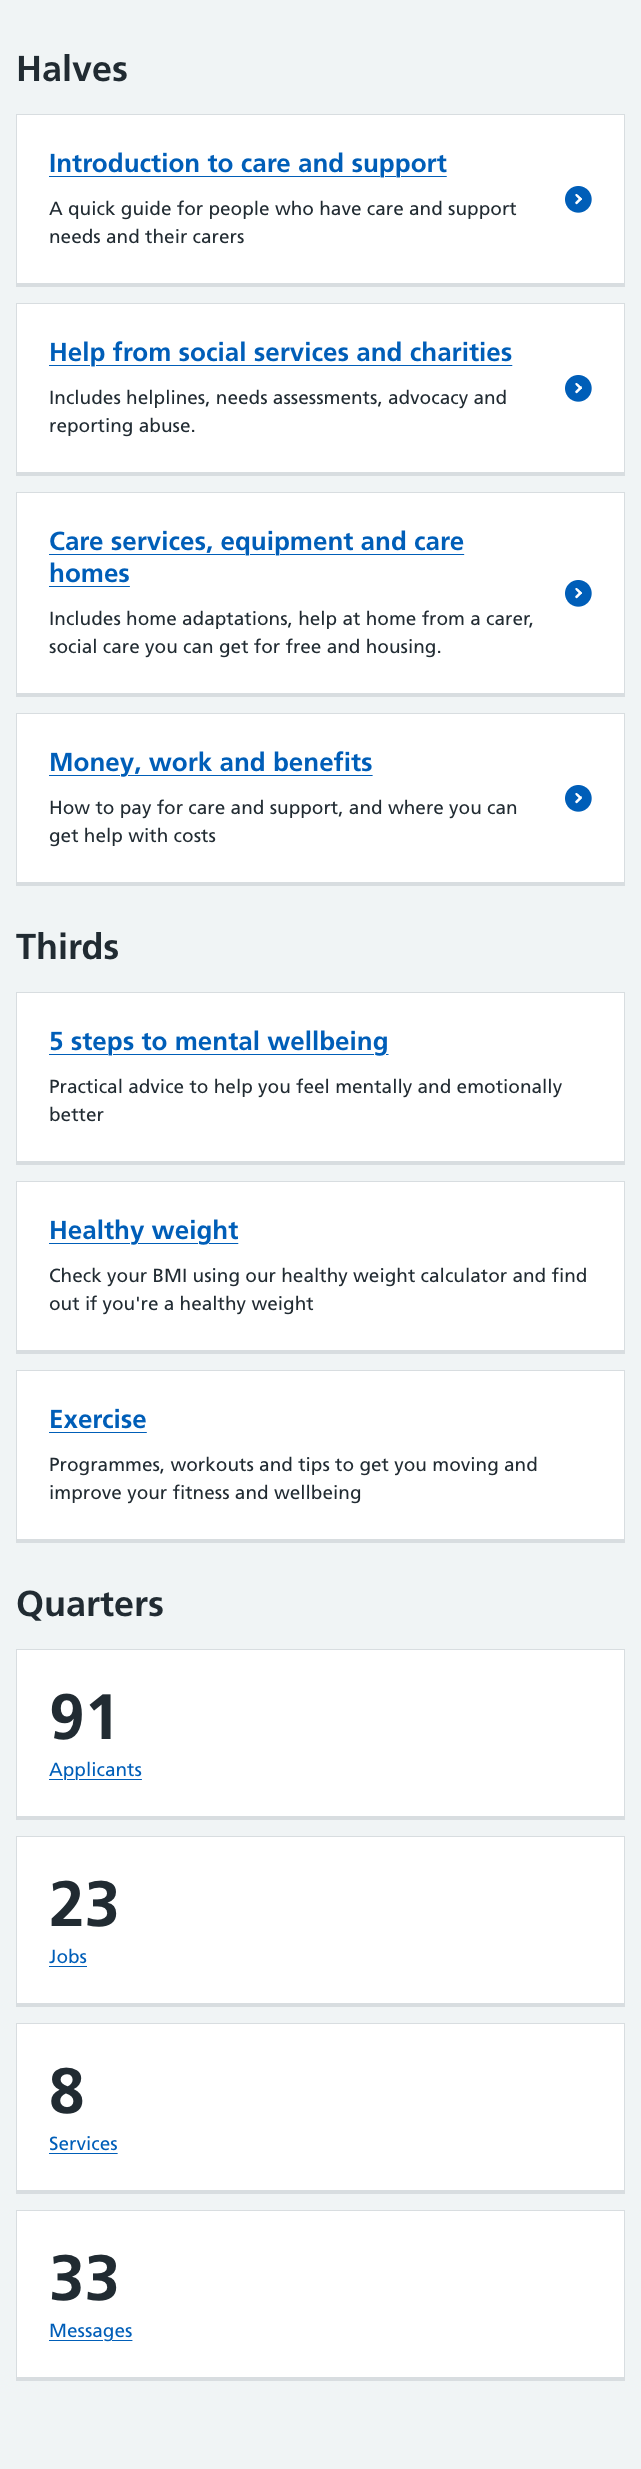 Halves
Introduction to care and support
A quick guide for people who have care and support
needs and their carers
Help from social services and charities
Includes helplines, needs assessments, advocacy and
reporting abuse.
Care services, equipment and care
homes
Includes home adaptations, help at home from a carer,
social care you can get for free and housing.
Money, work and benefits
How to pay for care and support, and where you can
get help with costs
Thirds
5 steps to mental wellbeing
Practical advice to help you feel mentally and emotionally
better
Healthy weight
Check your BMI using our healthy weight calculator and find
out if you're a healthy weight
Exercise
Programmes, workouts and tips to get you moving and
improve your fitness and wellbeing
Quarters
91
Applicants
23
Jobs
8
Services
33
Messages